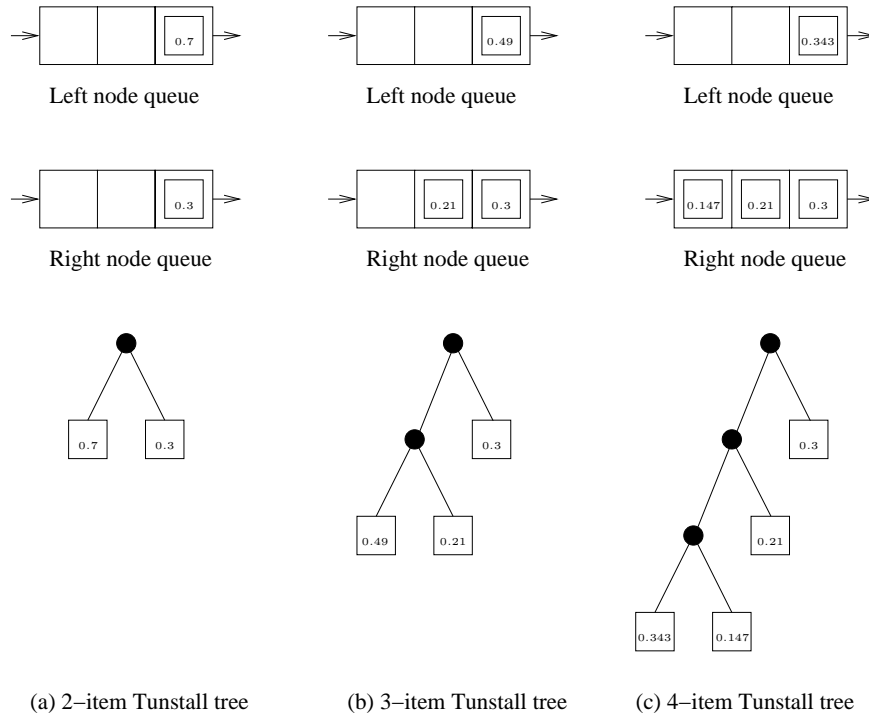 0.7 0.49 0.343
Left node queue Left node queue Left node queue
0.3 0.21 0.3 0.147 0.21 0.3
Right node queue Right node queue Right node queue
0.7 0.3 0.3 0.3
0.49 0.21 0.21
0.343 0.147
(a) 2−item Tunstall tree (b) 3−item Tunstall tree (c) 4−item Tunstall tree